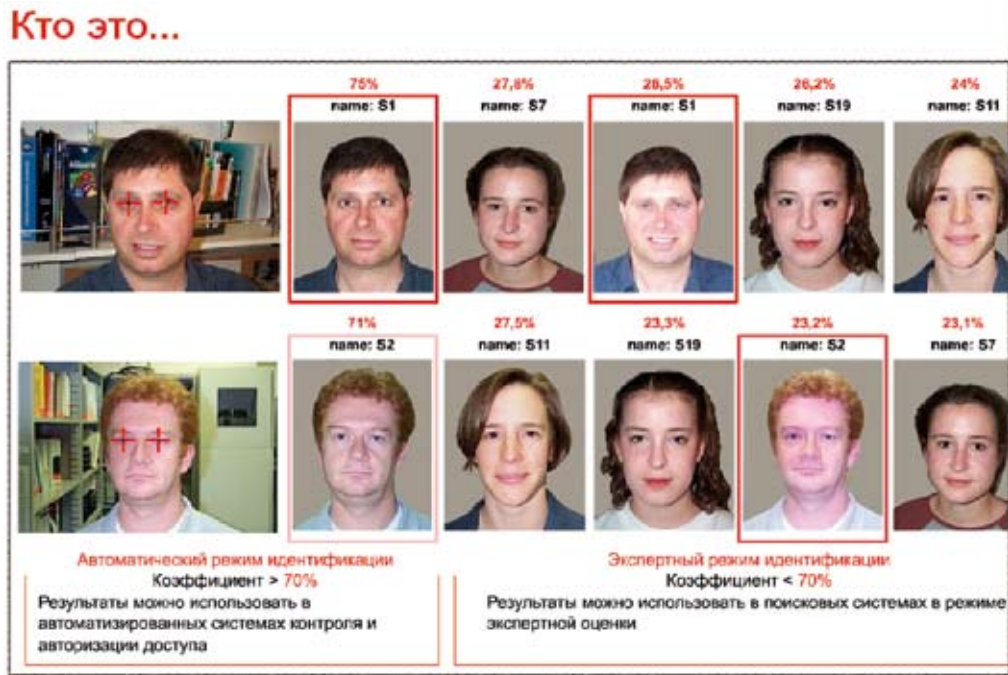 Кто это...
75% 27,8% 28,5% 26,2% 24%
name: S1 name: S7 name: S1 name: S19 name: S11
71% 27,5% 23,3% 23,2% 23,1%
name: S2 name: S11 name: S19 name: S2 name: S7
Автоматический режим идентификации
Коэффициент > 70%
Результаты можно использовать в
автоматизированных системах контроля и
авторизации доступа
Экспертный режим идентификации
Коэффициент < 70%
Результаты можно использовать в поисковых системах в режиме
экспертной оценки